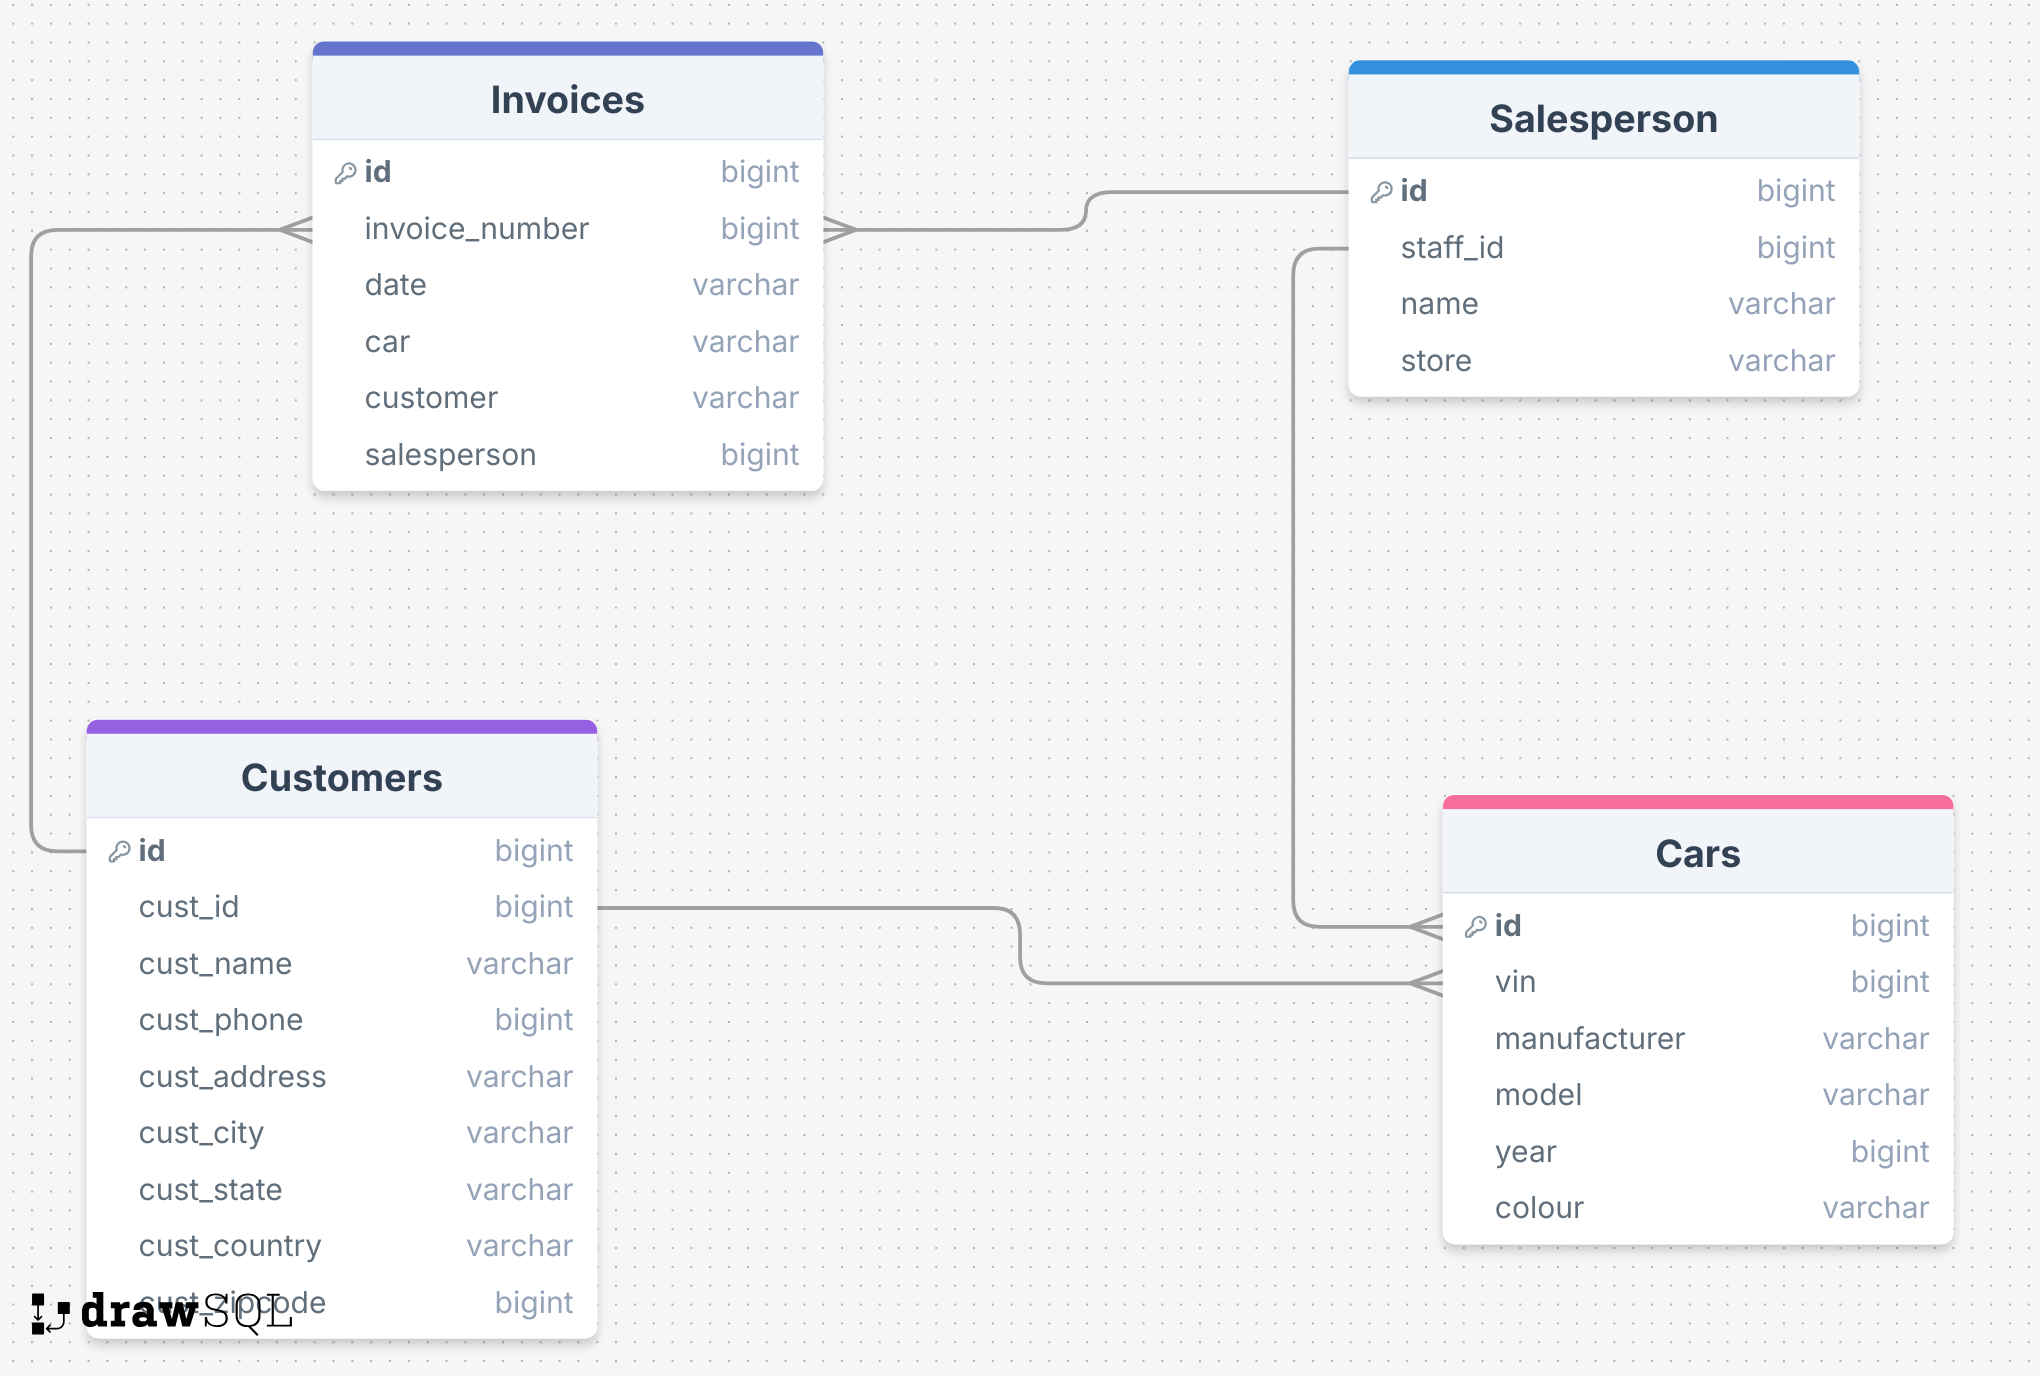 Invoices
id bigint
invoice_number bigint
date varchar
car varchar
customer varchar
salesperson bigint
Salesperson
id bigint
staff_id bigint
name varchar
store varchar
Customers
id bigint
cust_id bigint
cust_name varchar
cust_phone bigint
cust_address varchar
cust_city varchar
cust_state varchar
cust_country varchar
cust_zipcode bigint
Cars
id bigint
vin bigint
manufacturer varchar
model varchar
year bigint
colour varchar
drawSQL